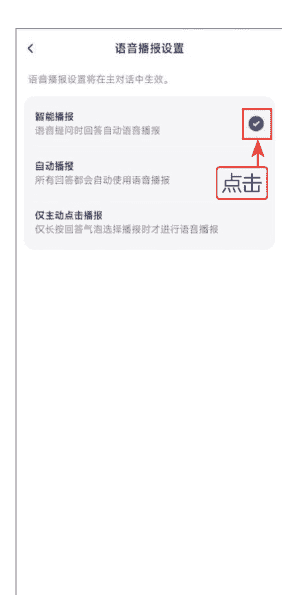 语音播报设置
语音播报设置将在主对话中生效。
智能播报
语音提问时回答自动语音播报
自动播报
所有回答都会自动使用语音播报
点击
仅主动点击播报
仅长按回答气泡选择播报时才进行语音播报